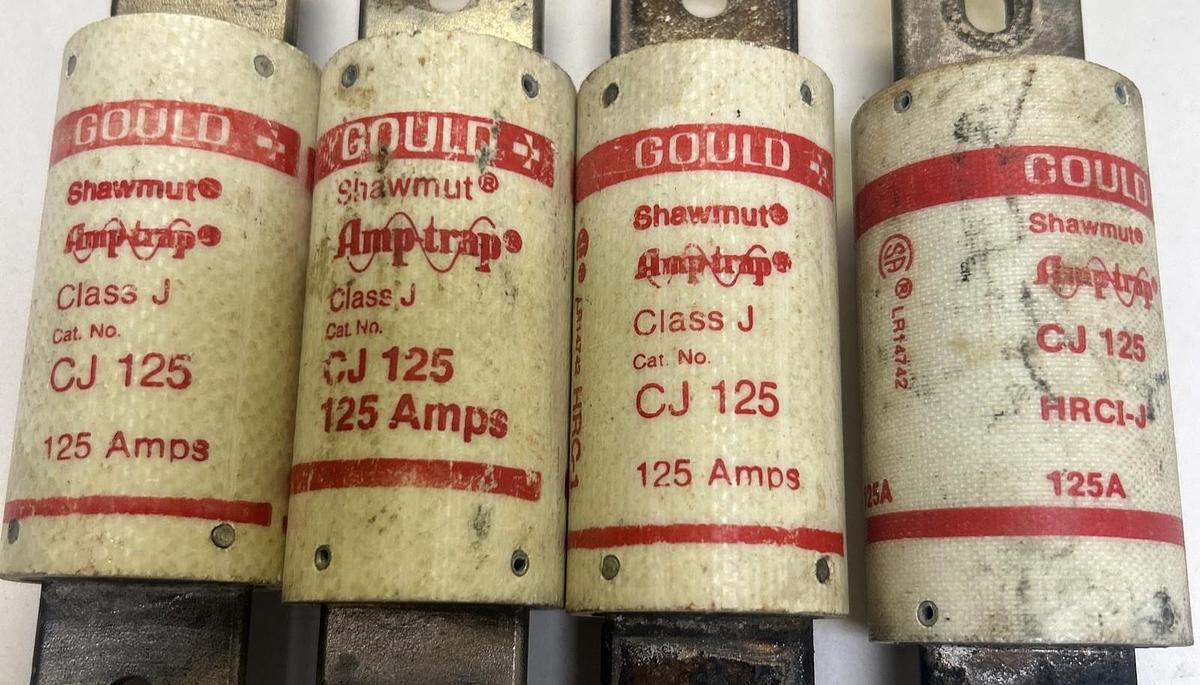 GOULD
Shawmut®
Amp-trap®
Class J
Cat. No.
CJ 125
125 Amps
GOULD
Shawmut®
Amp-trap®
Class J
Cat. No.
CJ 125
125 Amps
GOULD
Shawmut®
Amp-trap®
Class J
Cat. No.
CJ 125
125 Amps
LR14742 HRC-J
GOULD
Shawmut®
Amp-trap®
CJ 125
HRCI-J
125A
® LR14742
125A